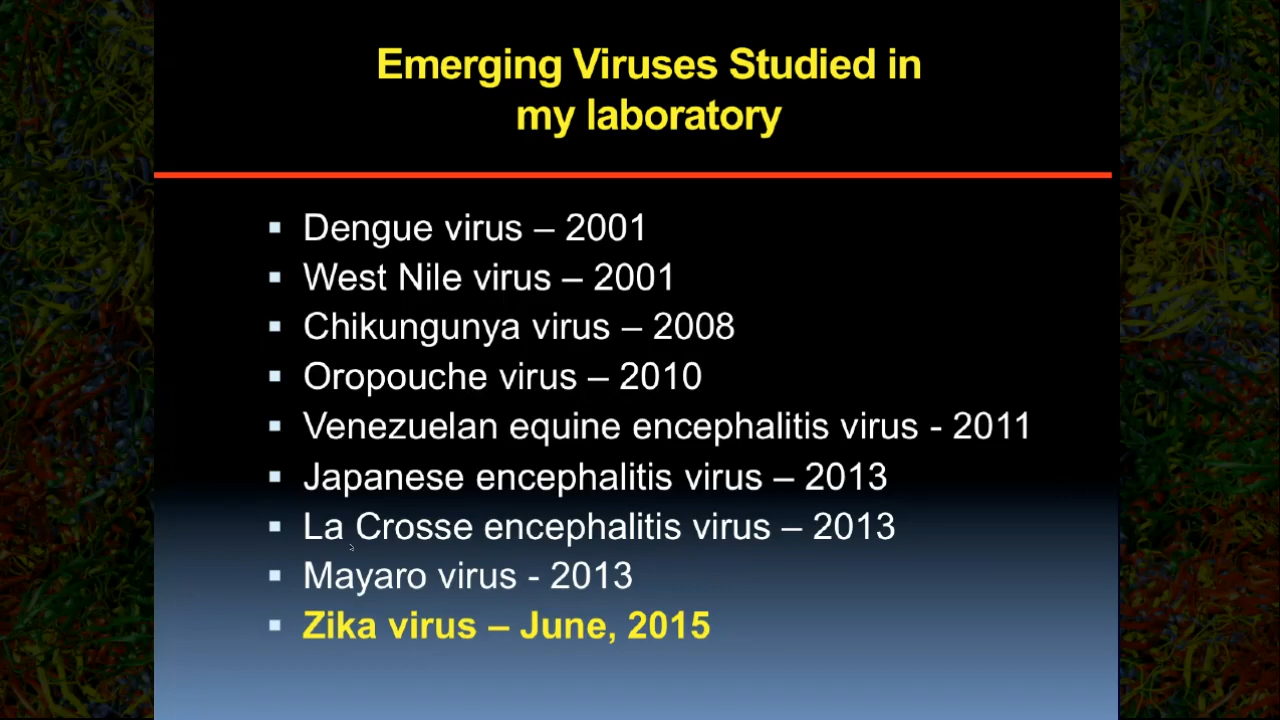 Emerging Viruses Studied in
my laboratory
▪ Dengue virus – 2001
▪ West Nile virus – 2001
▪ Chikungunya virus – 2008
▪ Oropouche virus – 2010
▪ Venezuelan equine encephalitis virus - 2011
▪ Japanese encephalitis virus – 2013
▪ La Crosse encephalitis virus – 2013
▪ Mayaro virus - 2013
▪ Zika virus – June, 2015